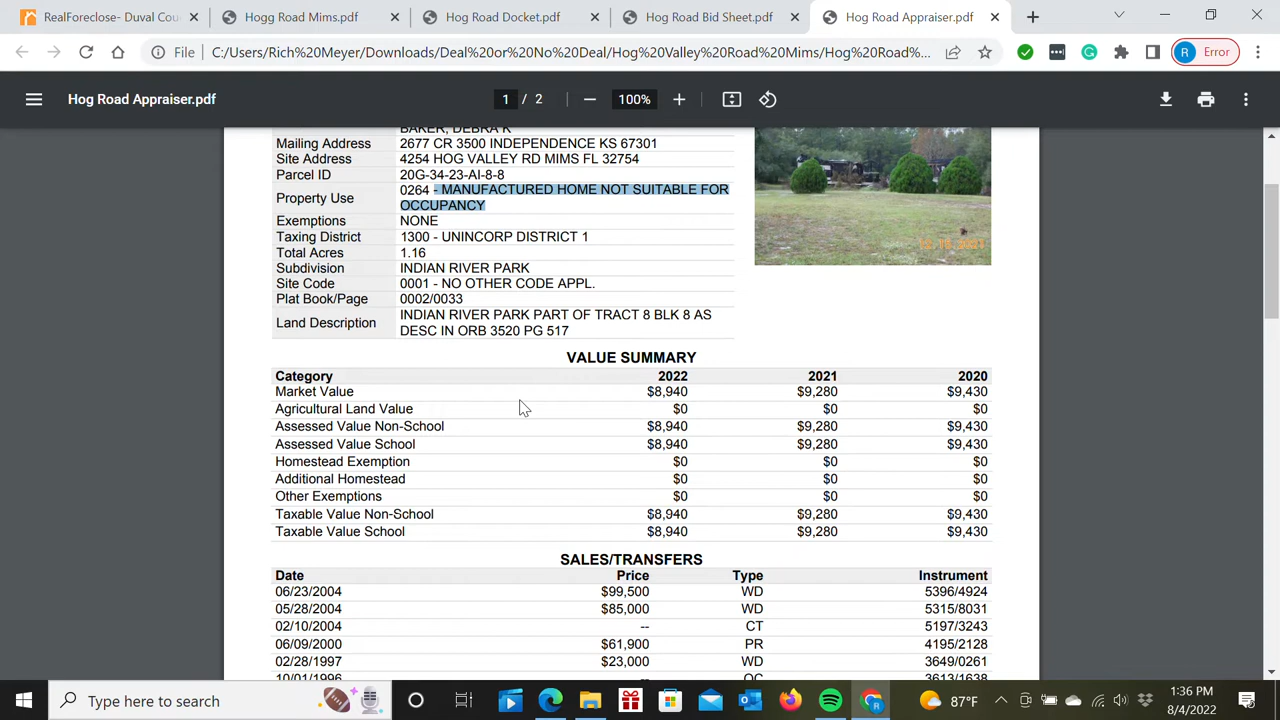 RealForeclose- Duval Cou
Hogg Road Mims.pdf
Hog Road Docket.pdf
Hog Road Bid Sheet.pdf
Hog Road Appraiser.pdf
File C:/Users/Rich%20Meyer/Downloads/Deal%20or%20No%20Deal/Hog%20Valley%20Road%20Mims/Hog%20Road%...
R Error
Hog Road Appraiser.pdf
1 / 2
100%
BAKER, DEBRA K
Mailing Address 2677 CR 3500 INDEPENDENCE KS 67301
Site Address 4254 HOG VALLEY RD MIMS FL 32754
Parcel ID 20G-34-23-AI-8-8
Property Use 0264 - MANUFACTURED HOME NOT SUITABLE FOR
OCCUPANCY
Exemptions NONE
Taxing District 1300 - UNINCORP DISTRICT 1
Total Acres 1.16
Subdivision INDIAN RIVER PARK
Site Code 0001 - NO OTHER CODE APPL.
Plat Book/Page 0002/0033
Land Description INDIAN RIVER PARK PART OF TRACT 8 BLK 8 AS
DESC IN ORB 3520 PG 517
VALUE SUMMARY
Category 2022 2021 2020
Market Value $8,940 $9,280 $9,430
Agricultural Land Value $0 $0 $0
Assessed Value Non-School $8,940 $9,280 $9,430
Assessed Value School $8,940 $9,280 $9,430
Homestead Exemption $0 $0 $0
Additional Homestead $0 $0 $0
Other Exemptions $0 $0 $0
Taxable Value Non-School $8,940 $9,280 $9,430
Taxable Value School $8,940 $9,280 $9,430
SALES/TRANSFERS
Date Price Type Instrument
06/23/2004 $99,500 WD 5396/4924
05/28/2004 $85,000 WD 5315/8031
02/10/2004 -- CT 5197/3243
06/09/2000 $61,900 PR 4195/2128
02/28/1997 $23,000 WD 3649/0261
10/01/1996 -- QC 3613/1638
Type here to search
87°F
1:36 PM
8/4/2022